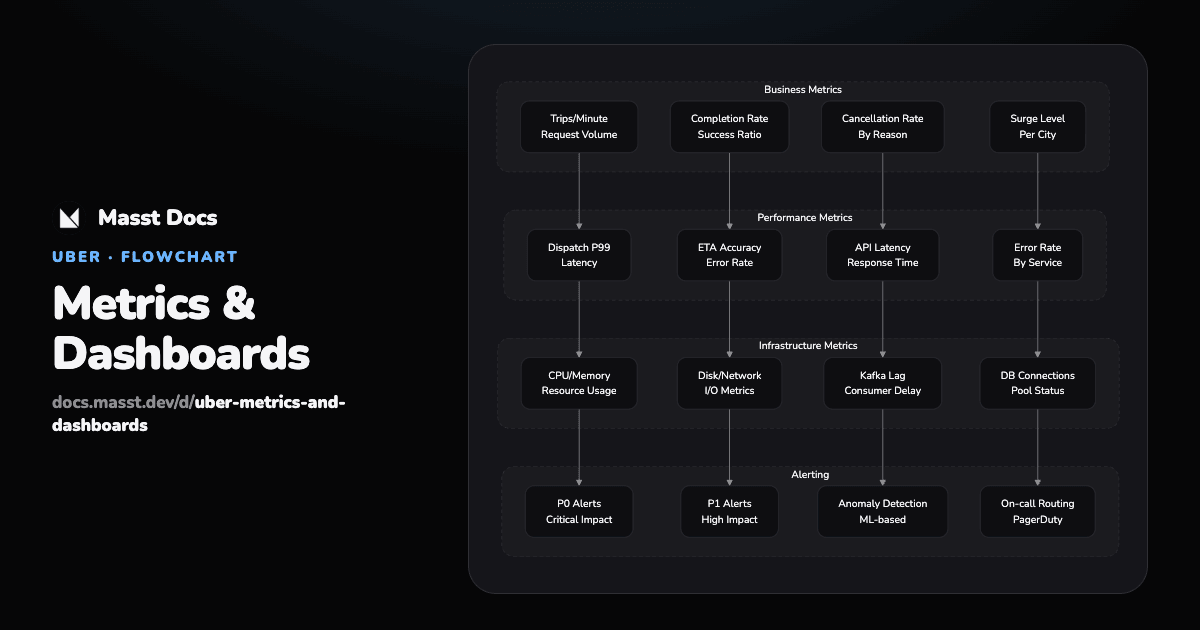 Masst Docs
UBER · FLOWCHART
Metrics &
Dashboards
docs.masst.dev/d/uber-metrics-and-
dashboards
Business Metrics
Trips/Minute
Request Volume
Completion Rate
Success Ratio
Cancellation Rate
By Reason
Surge Level
Per City
Performance Metrics
Dispatch P99
Latency
ETA Accuracy
Error Rate
API Latency
Response Time
Error Rate
By Service
Infrastructure Metrics
CPU/Memory
Resource Usage
Disk/Network
I/O Metrics
Kafka Lag
Consumer Delay
DB Connections
Pool Status
Alerting
P0 Alerts
Critical Impact
P1 Alerts
High Impact
Anomaly Detection
ML-based
On-call Routing
PagerDuty